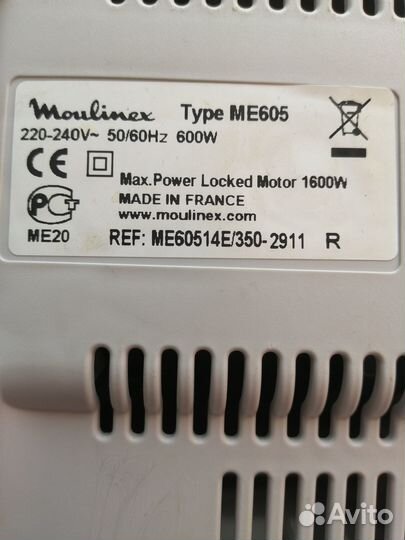 Moulinex Type ME605
220-240V~ 50/60Hz 600W
CE
Max.Power Locked Motor 1600W
MADE IN FRANCE
www.moulinex.com
РСТ
ME20 REF: ME60514E/350-2911 R
Avito